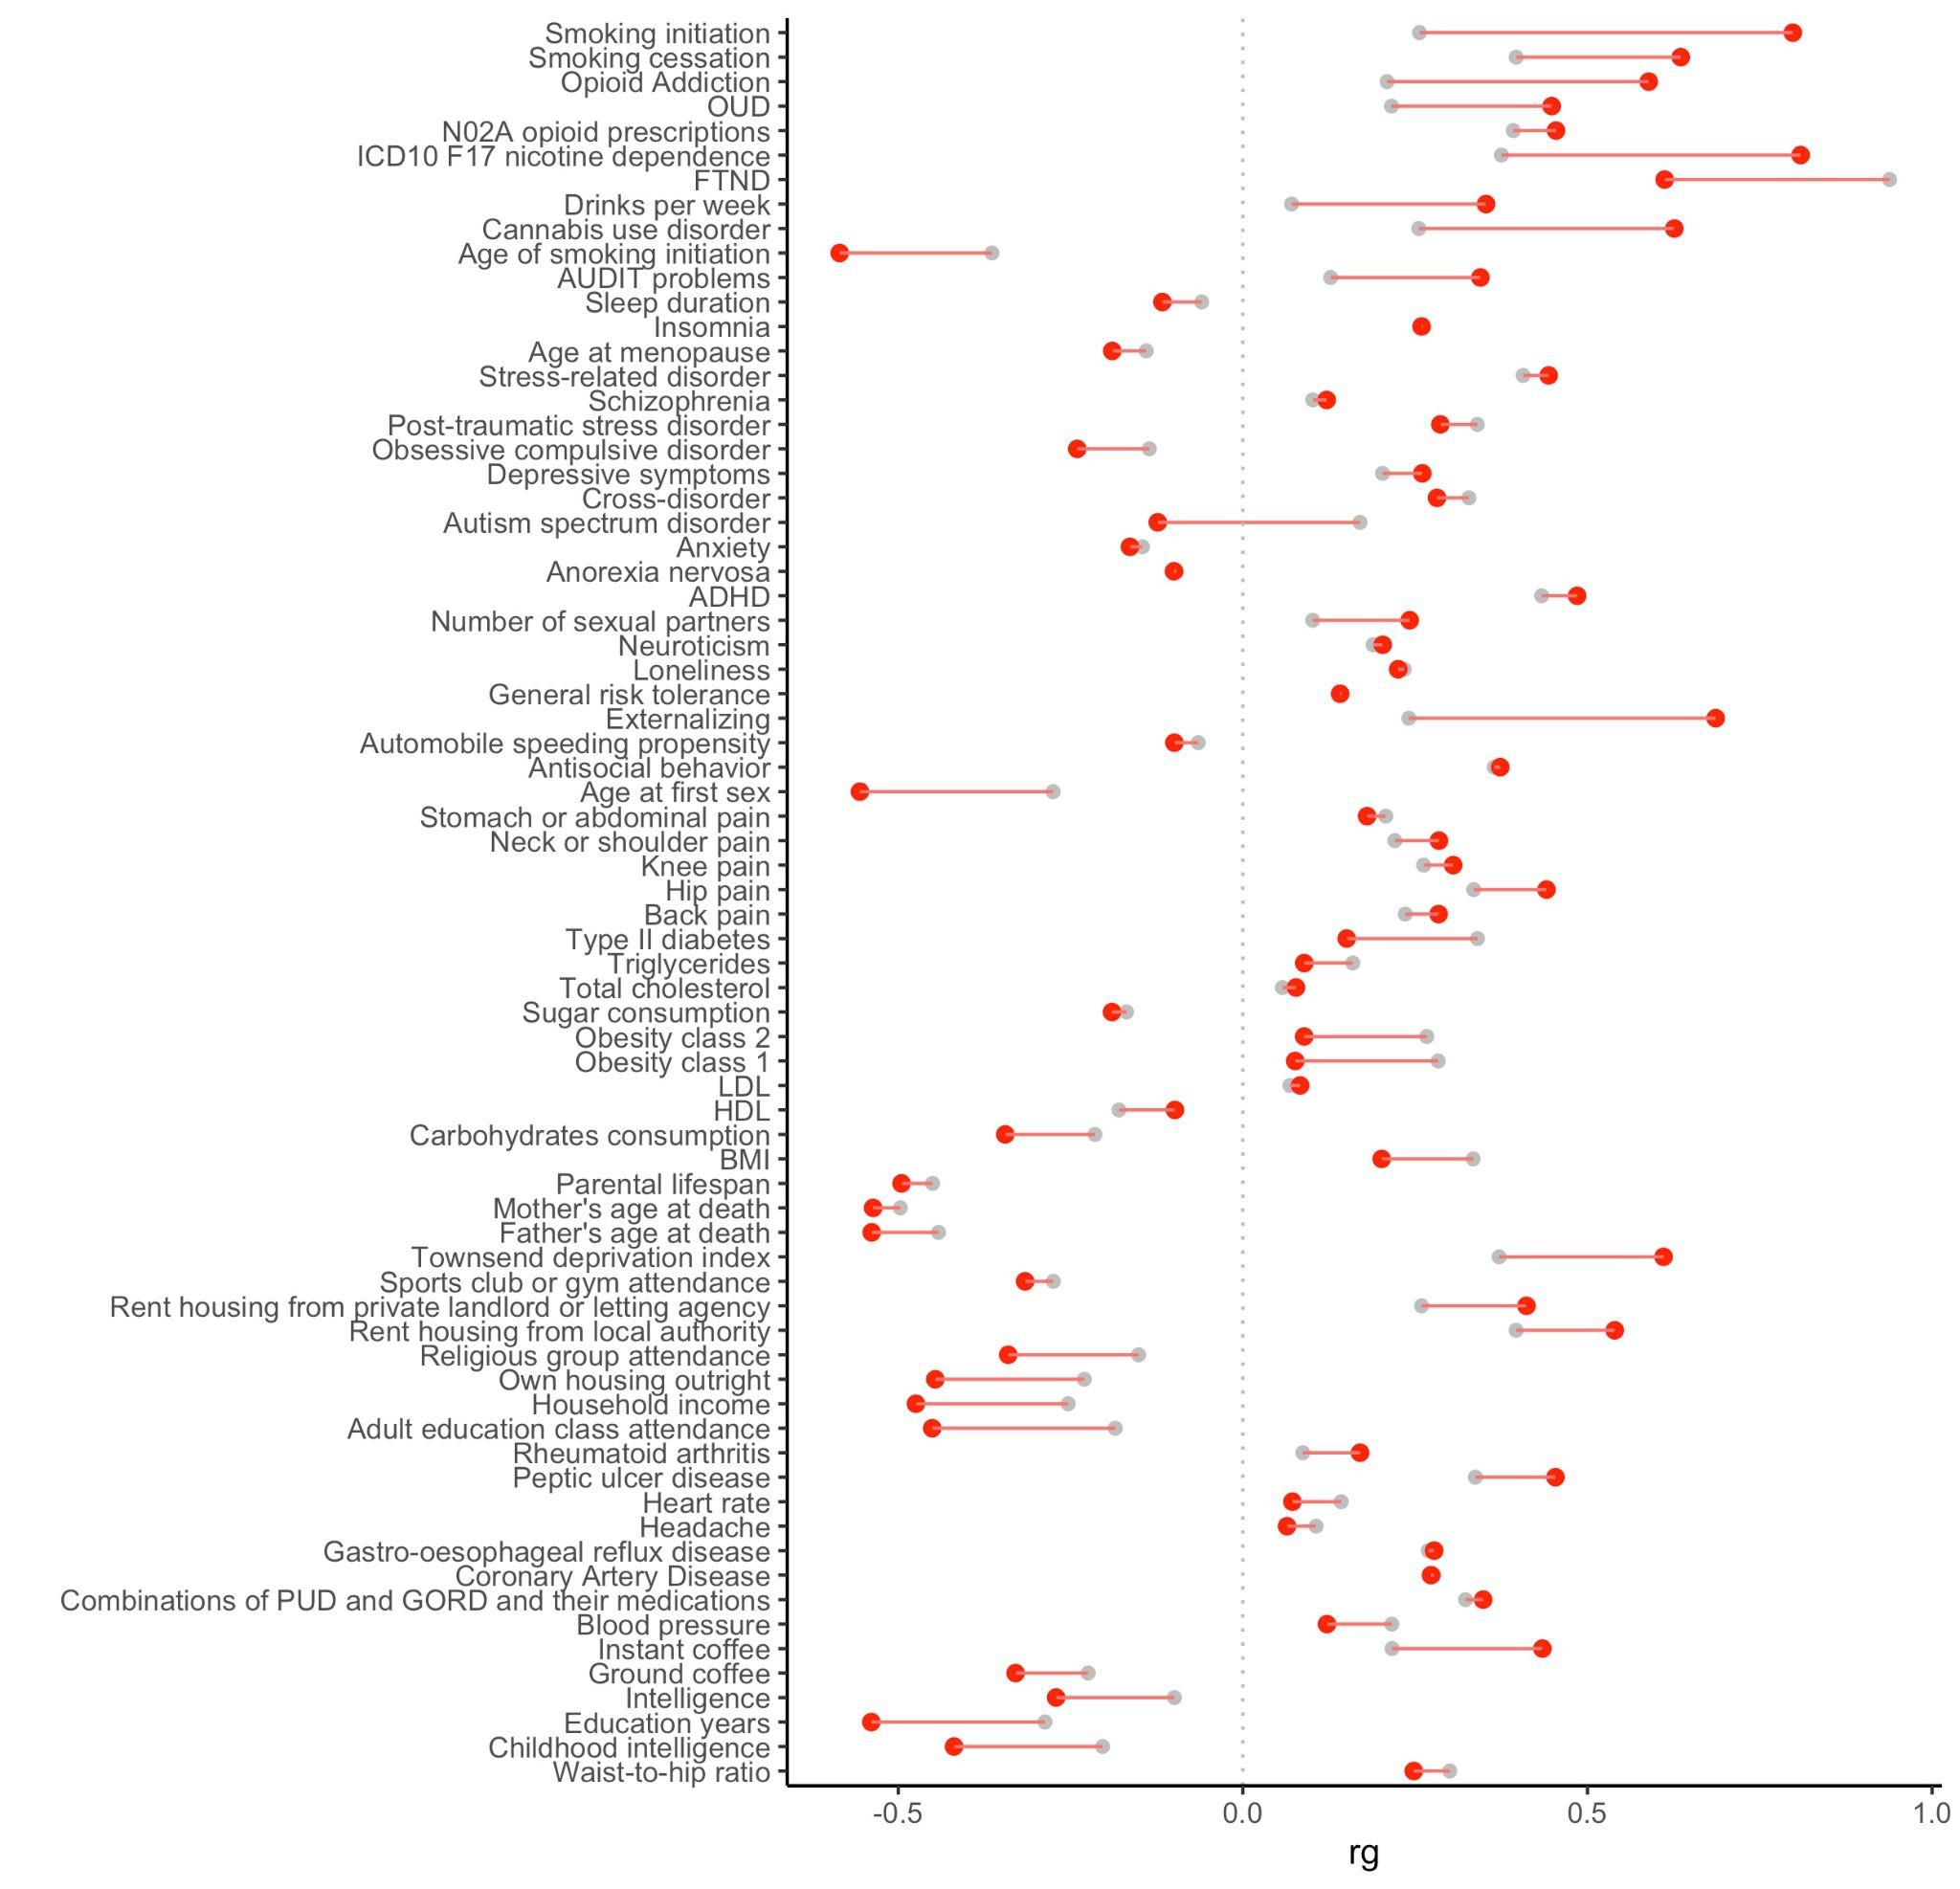 Smoking initiation
Smoking cessation
Opioid Addiction
OUD
N02A opioid prescriptions
ICD10 F17 nicotine dependence
FTND
Drinks per week
Cannabis use disorder
Age of smoking initiation
AUDIT problems
Sleep duration
Insomnia
Age at menopause
Stress-related disorder
Schizophrenia
Post-traumatic stress disorder
Obsessive compulsive disorder
Depressive symptoms
Cross-disorder
Autism spectrum disorder
Anxiety
Anorexia nervosa
ADHD
Number of sexual partners
Neuroticism
Loneliness
General risk tolerance
Externalizing
Automobile speeding propensity
Antisocial behavior
Age at first sex
Stomach or abdominal pain
Neck or shoulder pain
Knee pain
Hip pain
Back pain
Type II diabetes
Triglycerides
Total cholesterol
Sugar consumption
Obesity class 2
Obesity class 1
LDL
HDL
Carbohydrates consumption
BMI
Parental lifespan
Mother's age at death
Father's age at death
Townsend deprivation index
Sports club or gym attendance
Rent housing from private landlord or letting agency
Rent housing from local authority
Religious group attendance
Own housing outright
Household income
Adult education class attendance
Rheumatoid arthritis
Peptic ulcer disease
Heart rate
Headache
Gastro-oesophageal reflux disease
Coronary Artery Disease
Combinations of PUD and GORD and their medications
Blood pressure
Instant coffee
Ground coffee
Intelligence
Education years
Childhood intelligence
Waist-to-hip ratio
-0.5 0.0 0.5 1.0
rg